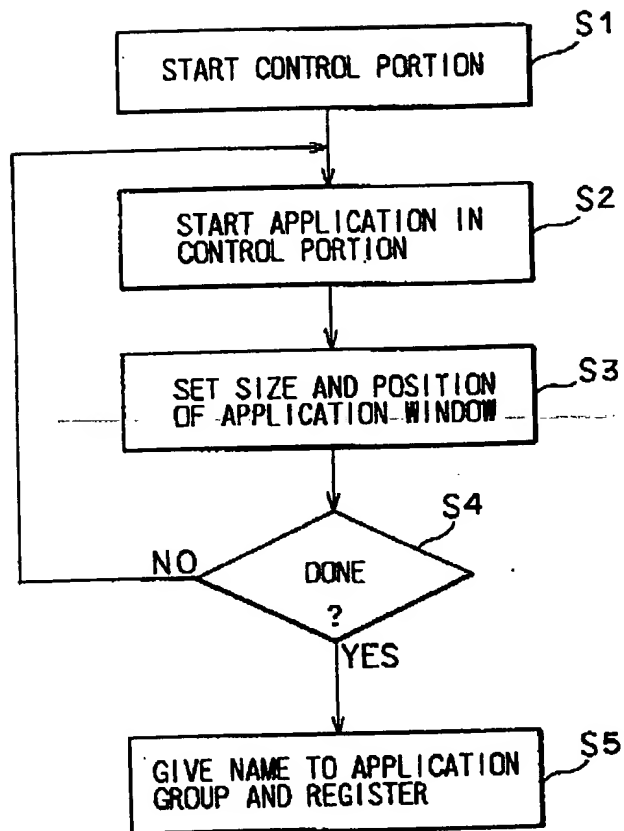 S1
START CONTROL PORTION
S2
START APPLICATION IN
CONTROL PORTION
S3
SET SIZE AND POSITION
OF APPLICATION WINDOW
S4
NO
DONE
?
YES
S5
GIVE NAME TO APPLICATION
GROUP AND REGISTER